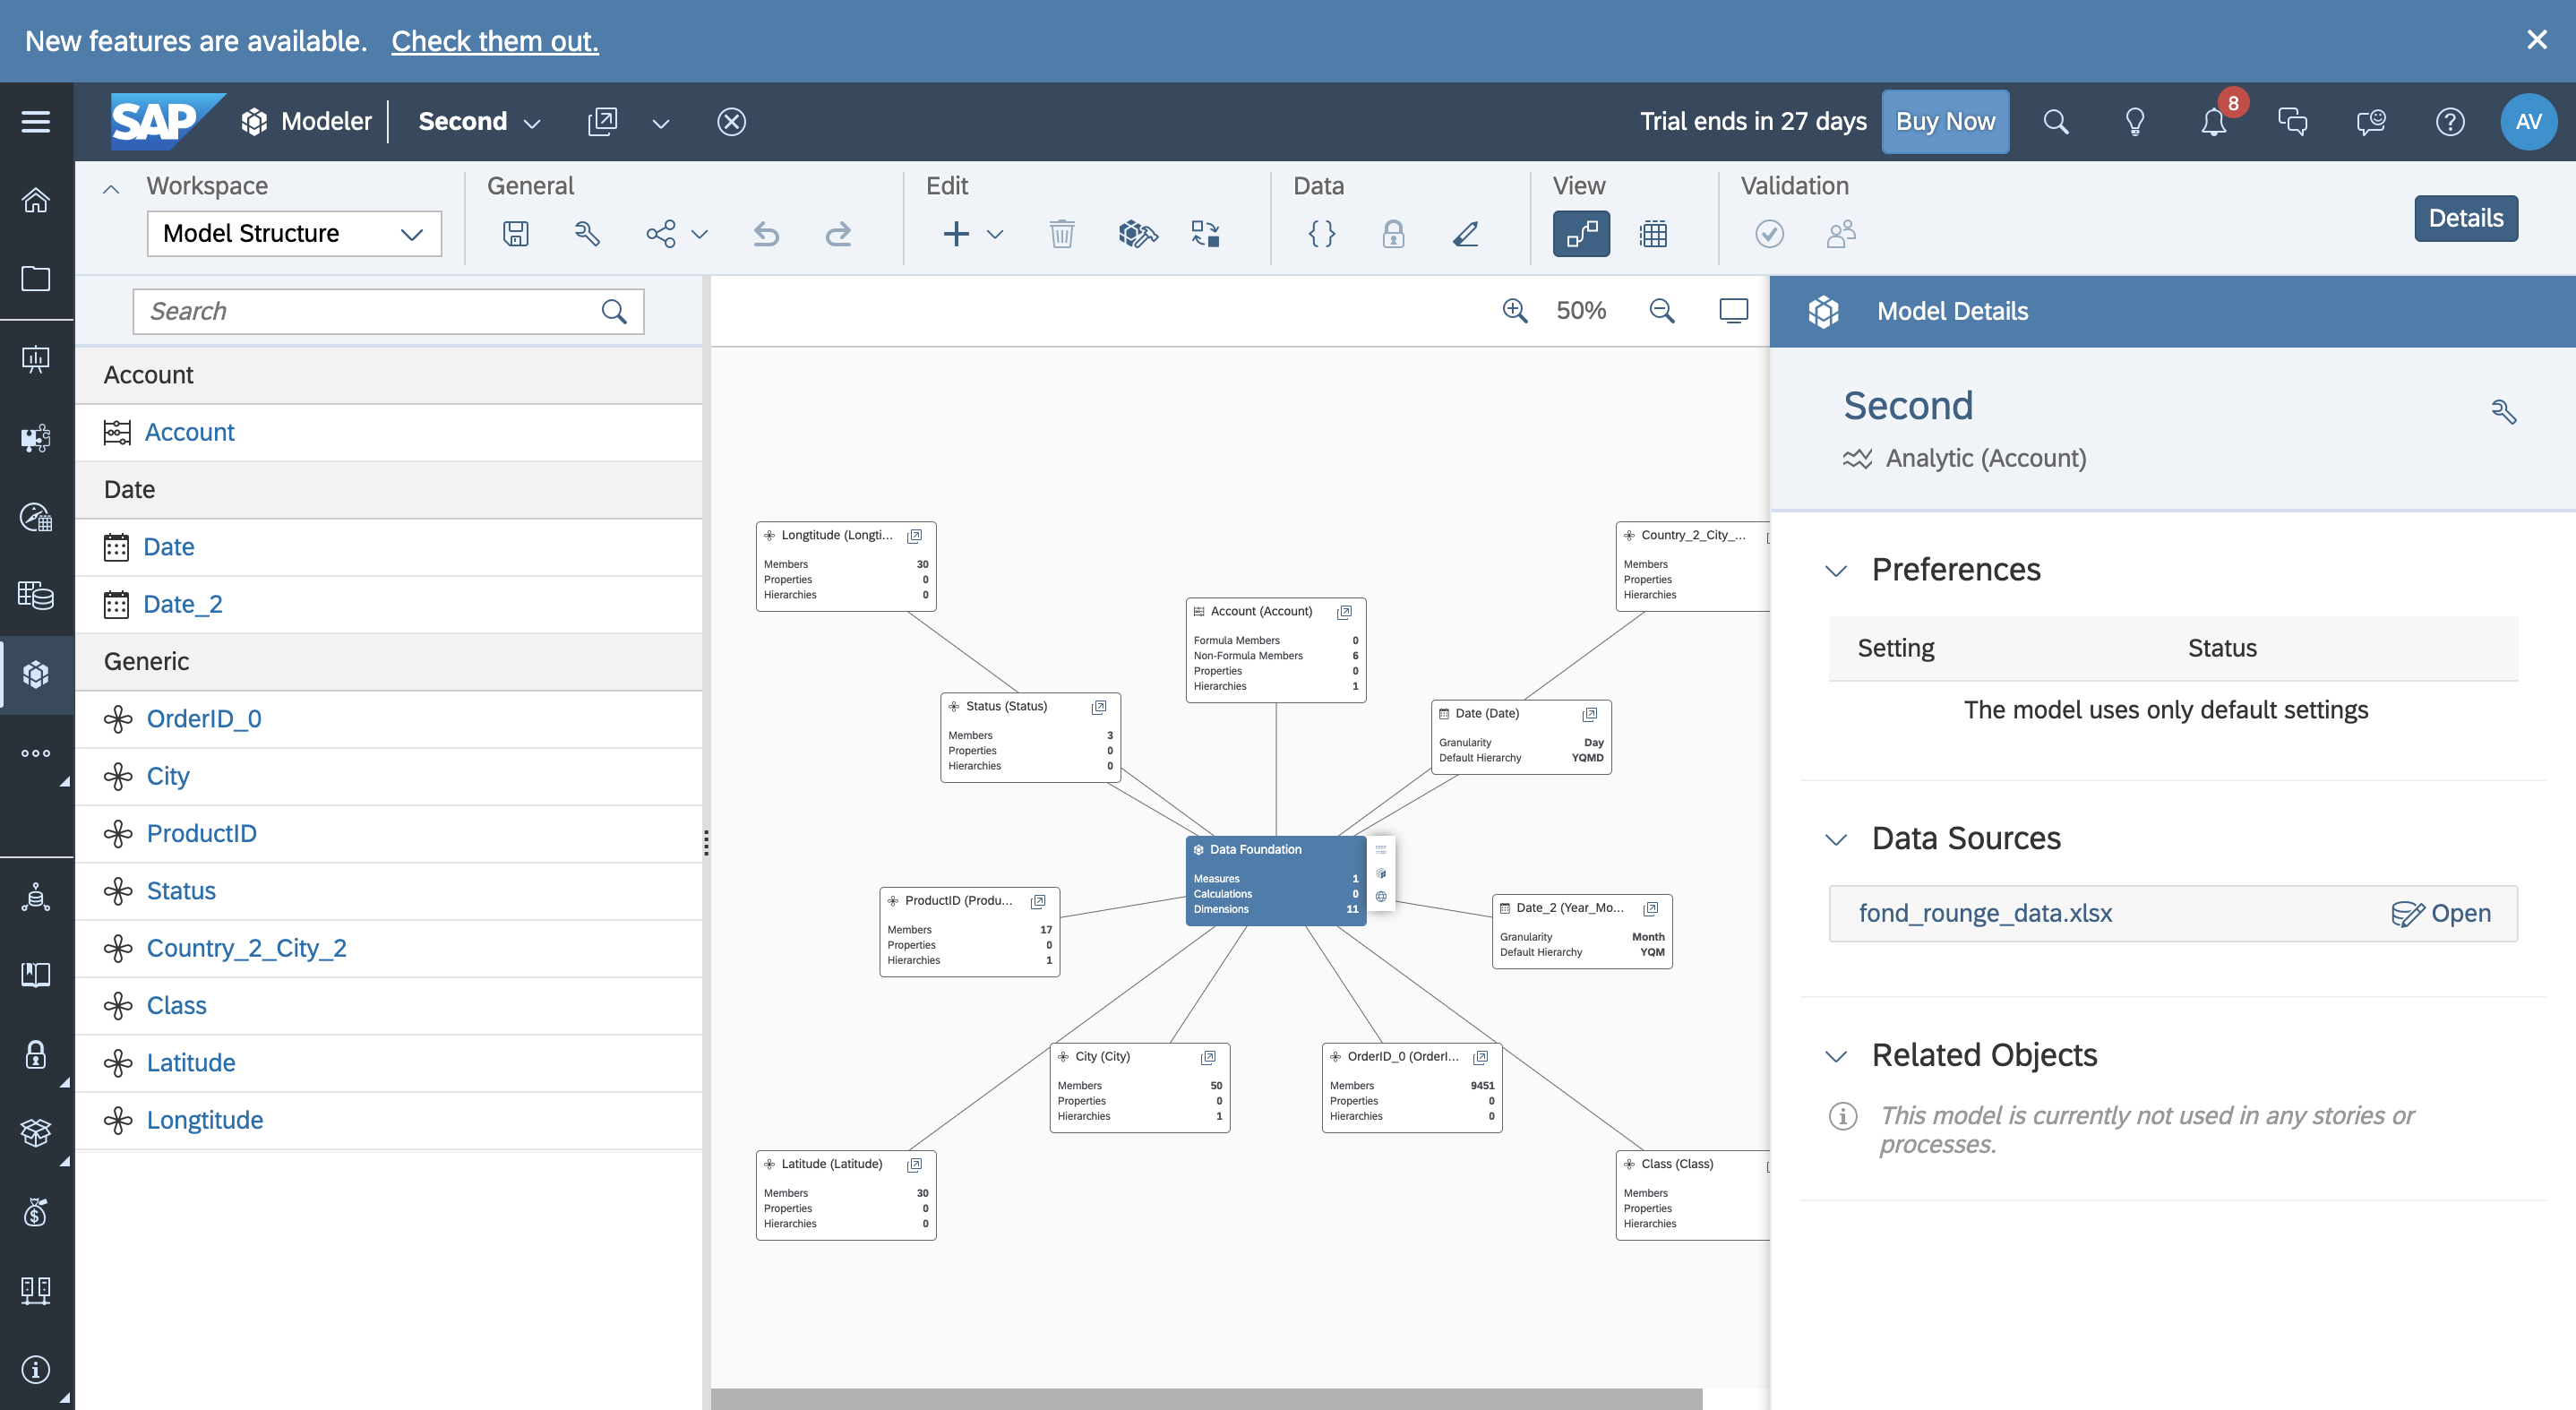 New features are available. Check them out.
SAP Modeler Second Trial ends in 27 days Buy Now 8 AV
Workspace General Edit Data View Validation
Model Structure Details
Search 50% Model Details
Account
Account
Date
Date
Date_2
Generic
OrderID_0
City
ProductID
Status
Country_2_City_2
Class
Latitude
Longtitude
Longtitude (Longti...
Members 30
Properties 0
Hierarchies 0
Country_2_City_...
Members
Properties
Hierarchies
Account (Account)
Formula Members 0
Non-Formula Members 6
Properties 0
Hierarchies 1
Status (Status)
Members 3
Properties 0
Hierarchies 0
Date (Date)
Granularity Day
Default Hierarchy YQMD
Data Foundation
Measures 1
Calculations 0
Dimensions 11
ProductID (Produ...
Members 17
Properties 0
Hierarchies 1
Date_2 (Year_Mo...
Granularity Month
Default Hierarchy YQM
City (City)
Members 50
Properties 0
Hierarchies 1
OrderID_0 (OrderI...
Members 9451
Properties 0
Hierarchies 0
Latitude (Latitude)
Members 30
Properties 0
Hierarchies 0
Class (Class)
Members
Properties
Hierarchies
Second
Analytic (Account)
Preferences
Setting Status
The model uses only default settings
Data Sources
fond_rounge_data.xlsx Open
Related Objects
This model is currently not used in any stories or
processes.